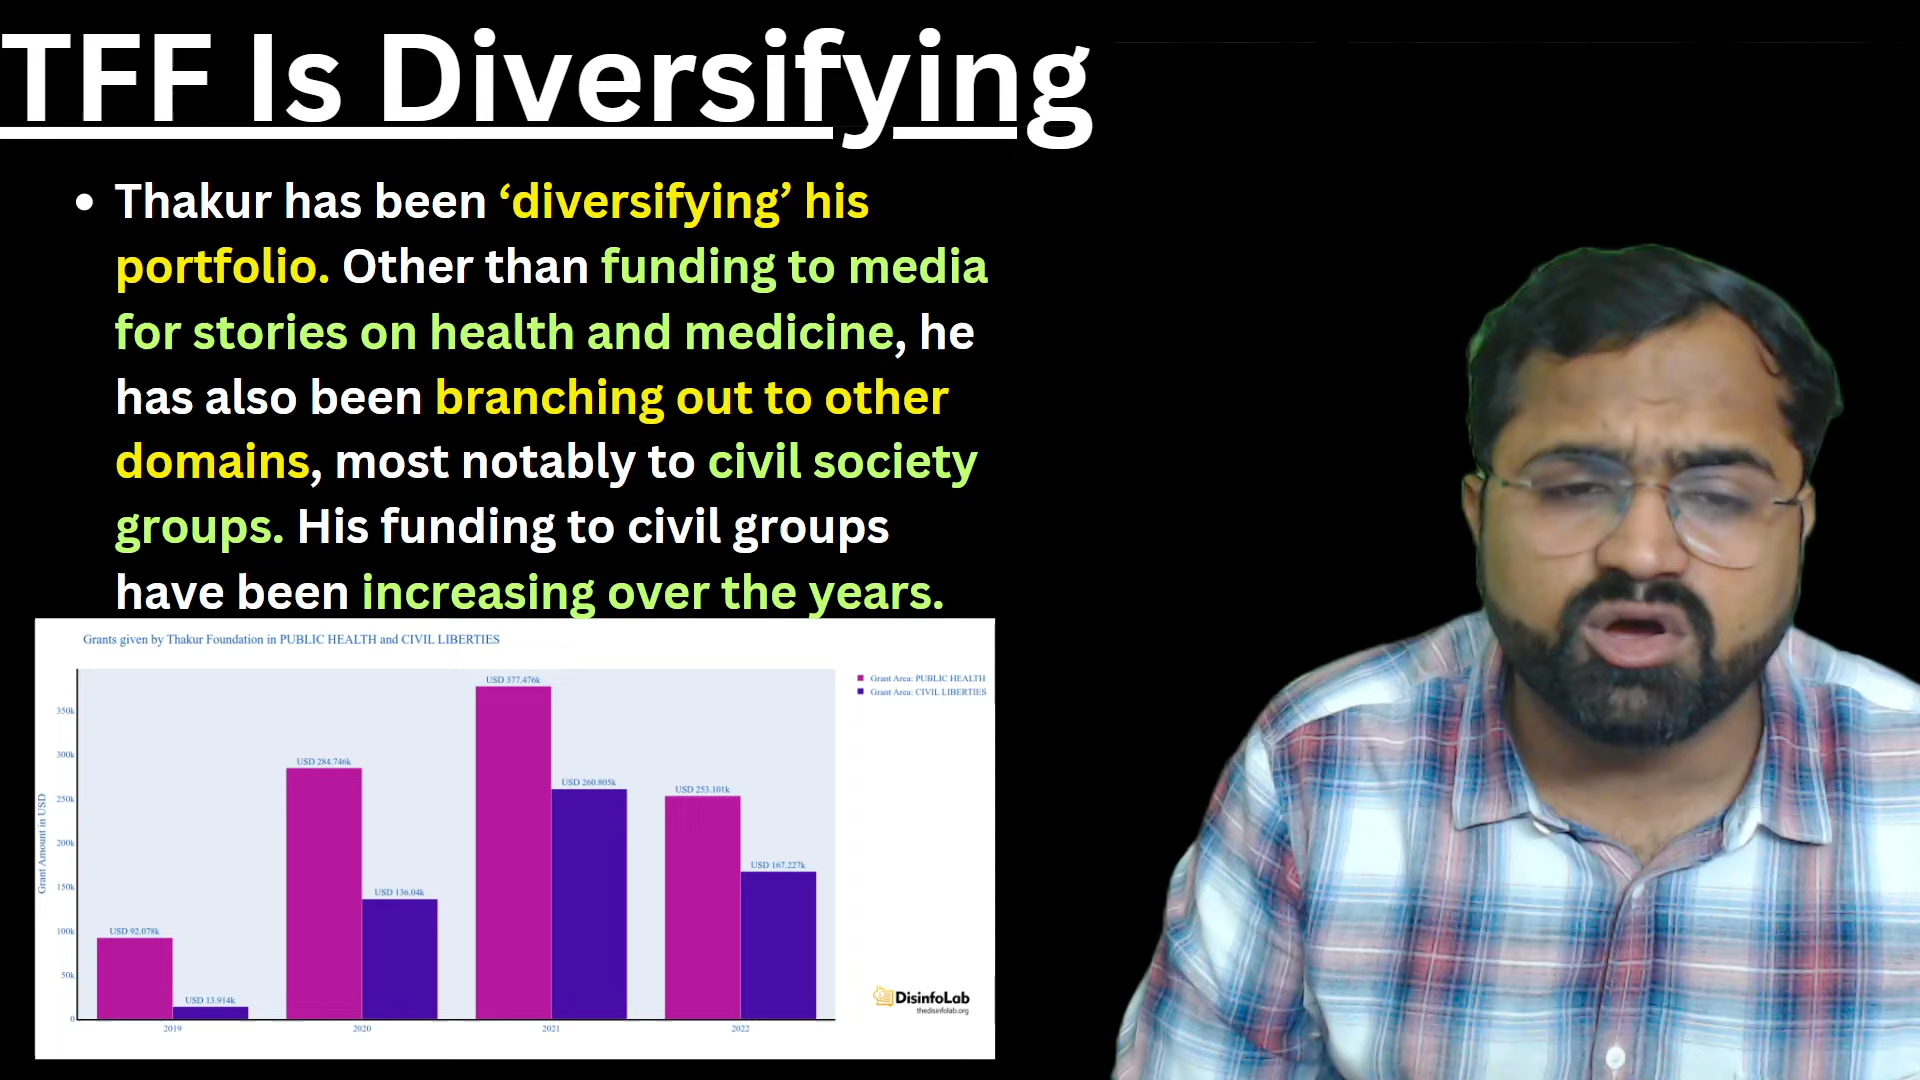 TFF Is Diversifying
• Thakur has been ‘diversifying’ his
portfolio. Other than funding to media
for stories on health and medicine, he
has also been branching out to other
domains, most notably to civil society
groups. His funding to civil groups
have been increasing over the years.
Grants given by Thakur Foundation in PUBLIC HEALTH and CIVIL LIBERTIES
Grant Area: PUBLIC HEALTH
Grant Area: CIVIL LIBERTIES
Grant Amount in USD
350k
300k
250k
200k
150k
100k
50k
0
USD 92.078k
USD 13.914k
USD 284.746k
USD 136.04k
USD 377.476k
USD 260.805k
USD 253.101k
USD 167.227k
2019
2020
2021
2022
DisinfoLab
thedisinfolab.org